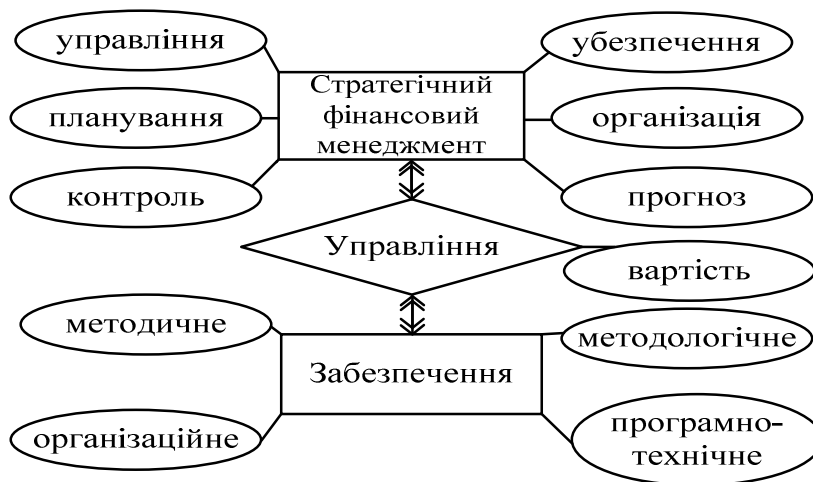 управління
убезпечення
Стратегічний
фінансовий
менеджмент
планування
організація
контроль
прогноз
Управління
вартість
методичне
методологічне
Забезпечення
організаційне
програмно-
технічне